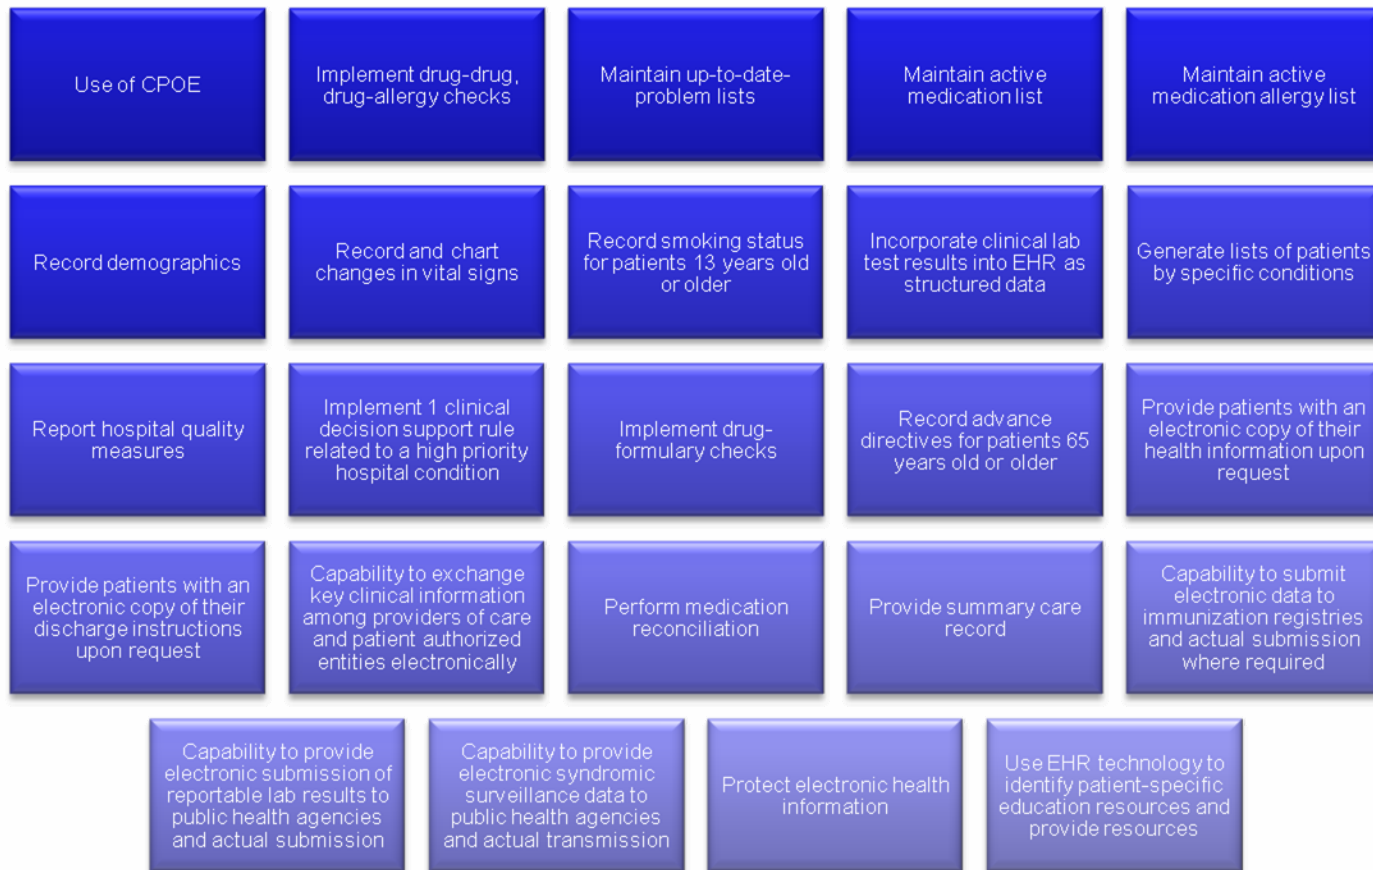 Use of CPOE
Implement drug-drug,
drug-allergy checks
Maintain up-to-date-
problem lists
Maintain active
medication list
Maintain active
medication allergy list
Record demographics
Record and chart
changes in vital signs
Record smoking status
for patients 13 years old
or older
Incorporate clinical lab
test results into EHR as
structured data
Generate lists of patients
by specific conditions
Report hospital quality
measures
Implement 1 clinical
decision support rule
related to a high priority
hospital condition
Implement drug-
formulary checks
Record advance
directives for patients 65
years old or older
Provide patients with an
electronic copy of their
health information upon
request
Provide patients with an
electronic copy of their
discharge instructions
upon request
Capability to exchange
key clinical information
among providers of care
and patient authorized
entities electronically
Perform medication
reconciliation
Provide summary care
record
Capability to submit
electronic data to
immunization registries
and actual submission
where required
Capability to provide
electronic submission of
reportable lab results to
public health agencies
and actual submission
Capability to provide
electronic syndromic
surveillance data to
public health agencies
and actual transmission
Protect electronic health
information
Use EHR technology to
identify patient-specific
education resources and
provide resources